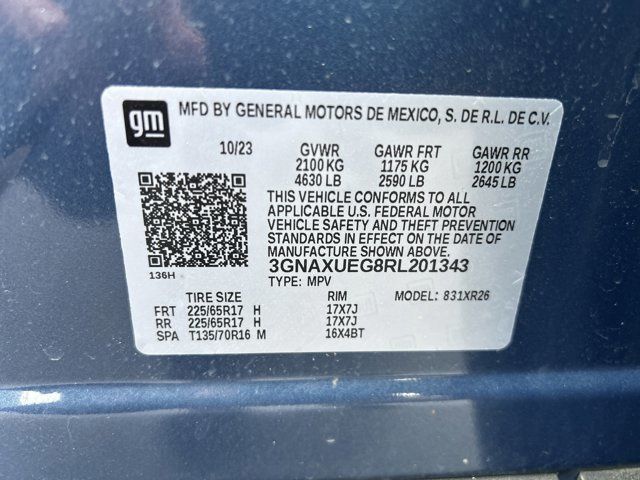 gm
MFD BY GENERAL MOTORS DE MEXICO, S. DE R.L. DE C.V.
10/23 GVWR GAWR FRT GAWR RR
2100 KG 1175 KG 1200 KG
4630 LB 2590 LB 2645 LB
THIS VEHICLE CONFORMS TO ALL
APPLICABLE U.S. FEDERAL MOTOR
VEHICLE SAFETY AND THEFT PREVENTION
STANDARDS IN EFFECT ON THE DATE OF
MANUFACTURE SHOWN ABOVE.
3GNAXUEG8RL201343
136H TYPE: MPV
TIRE SIZE RIM MODEL: 831XR26
FRT 225/65R17 H 17X7J
RR 225/65R17 H 17X7J
SPA T135/70R16 M 16X4BT